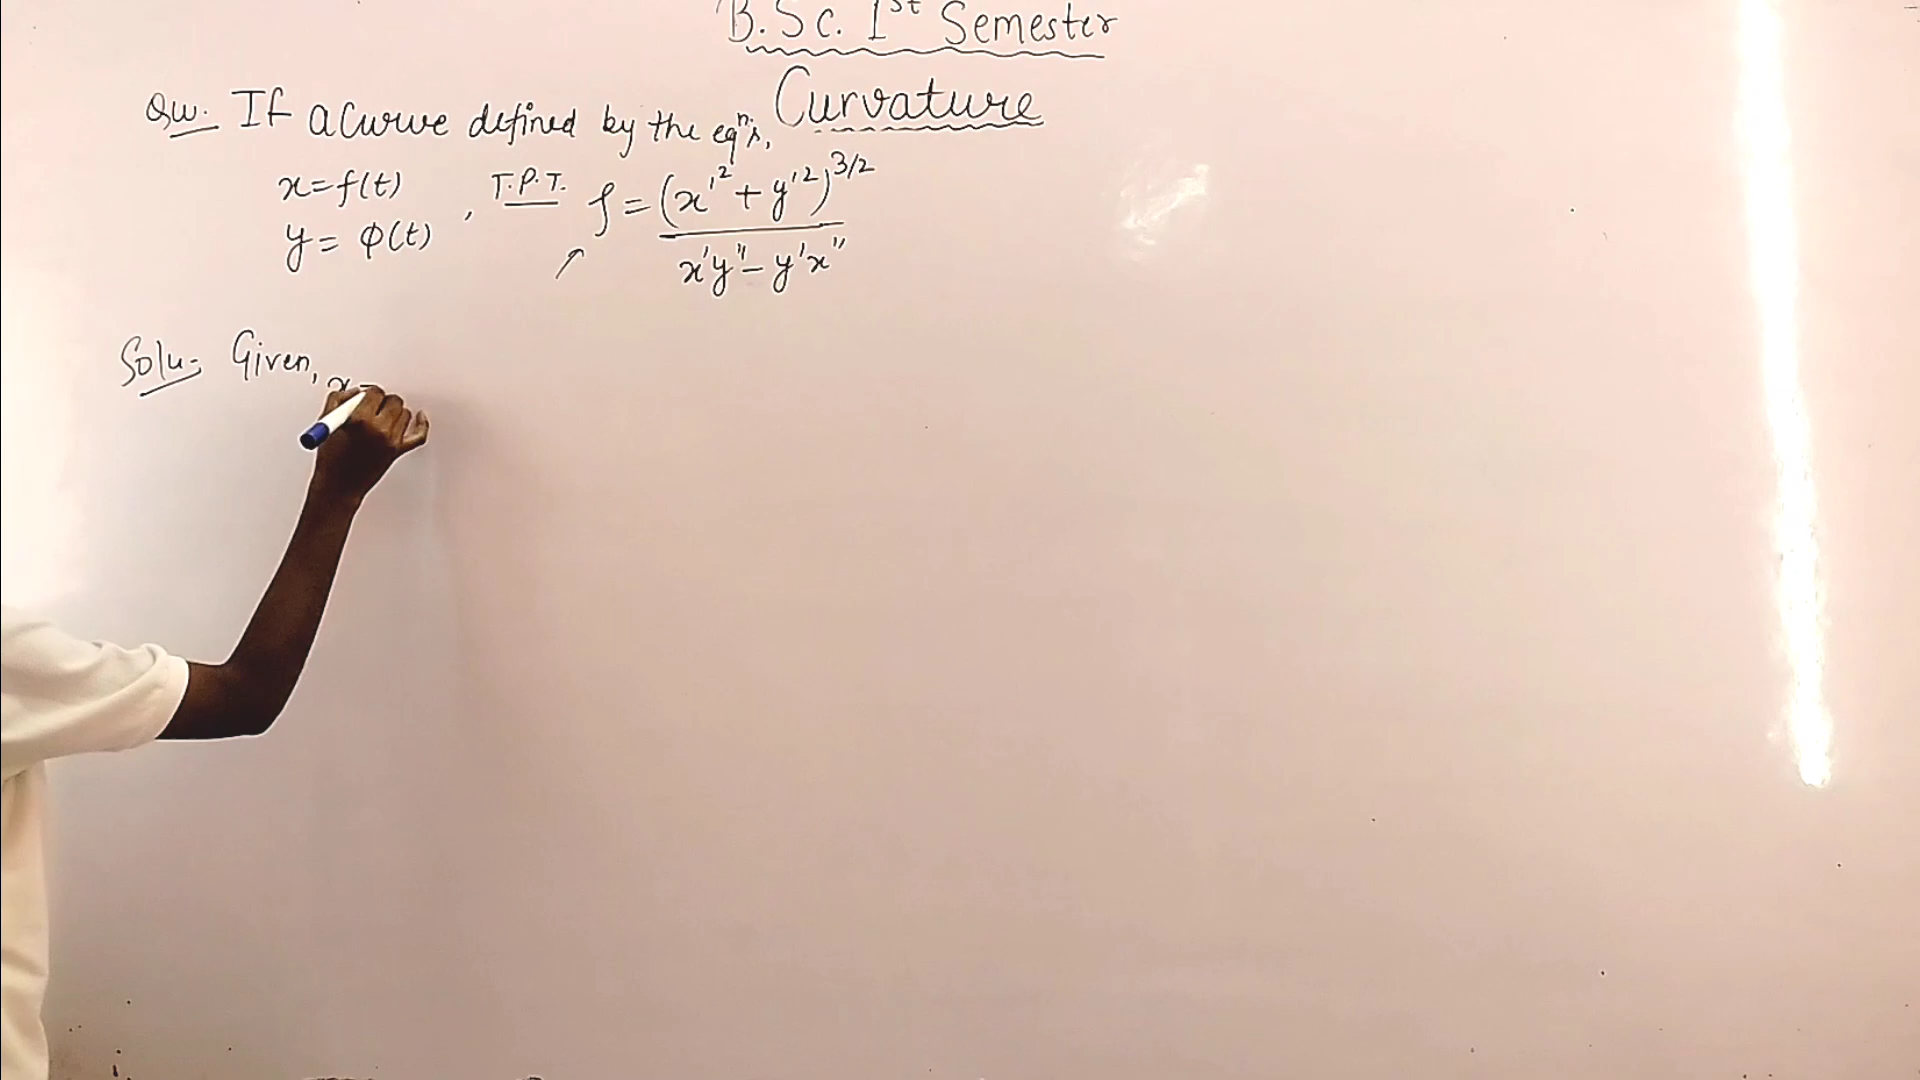 B.Sc. 1st Semester
Curvature
Qu. If a curve defined by the eqn's,
x=f(t)
y= φ(t) , T.P.T. ρ = (x'² + y'²)^3/2 / x'y'' - y'x''
Solu- Given, x=